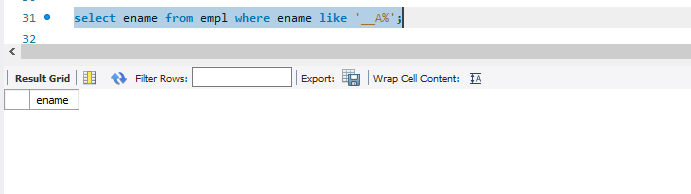 31 select ename from empl where ename like '__A%';
32
Result Grid Filter Rows: Export: Wrap Cell Content: IA
ename